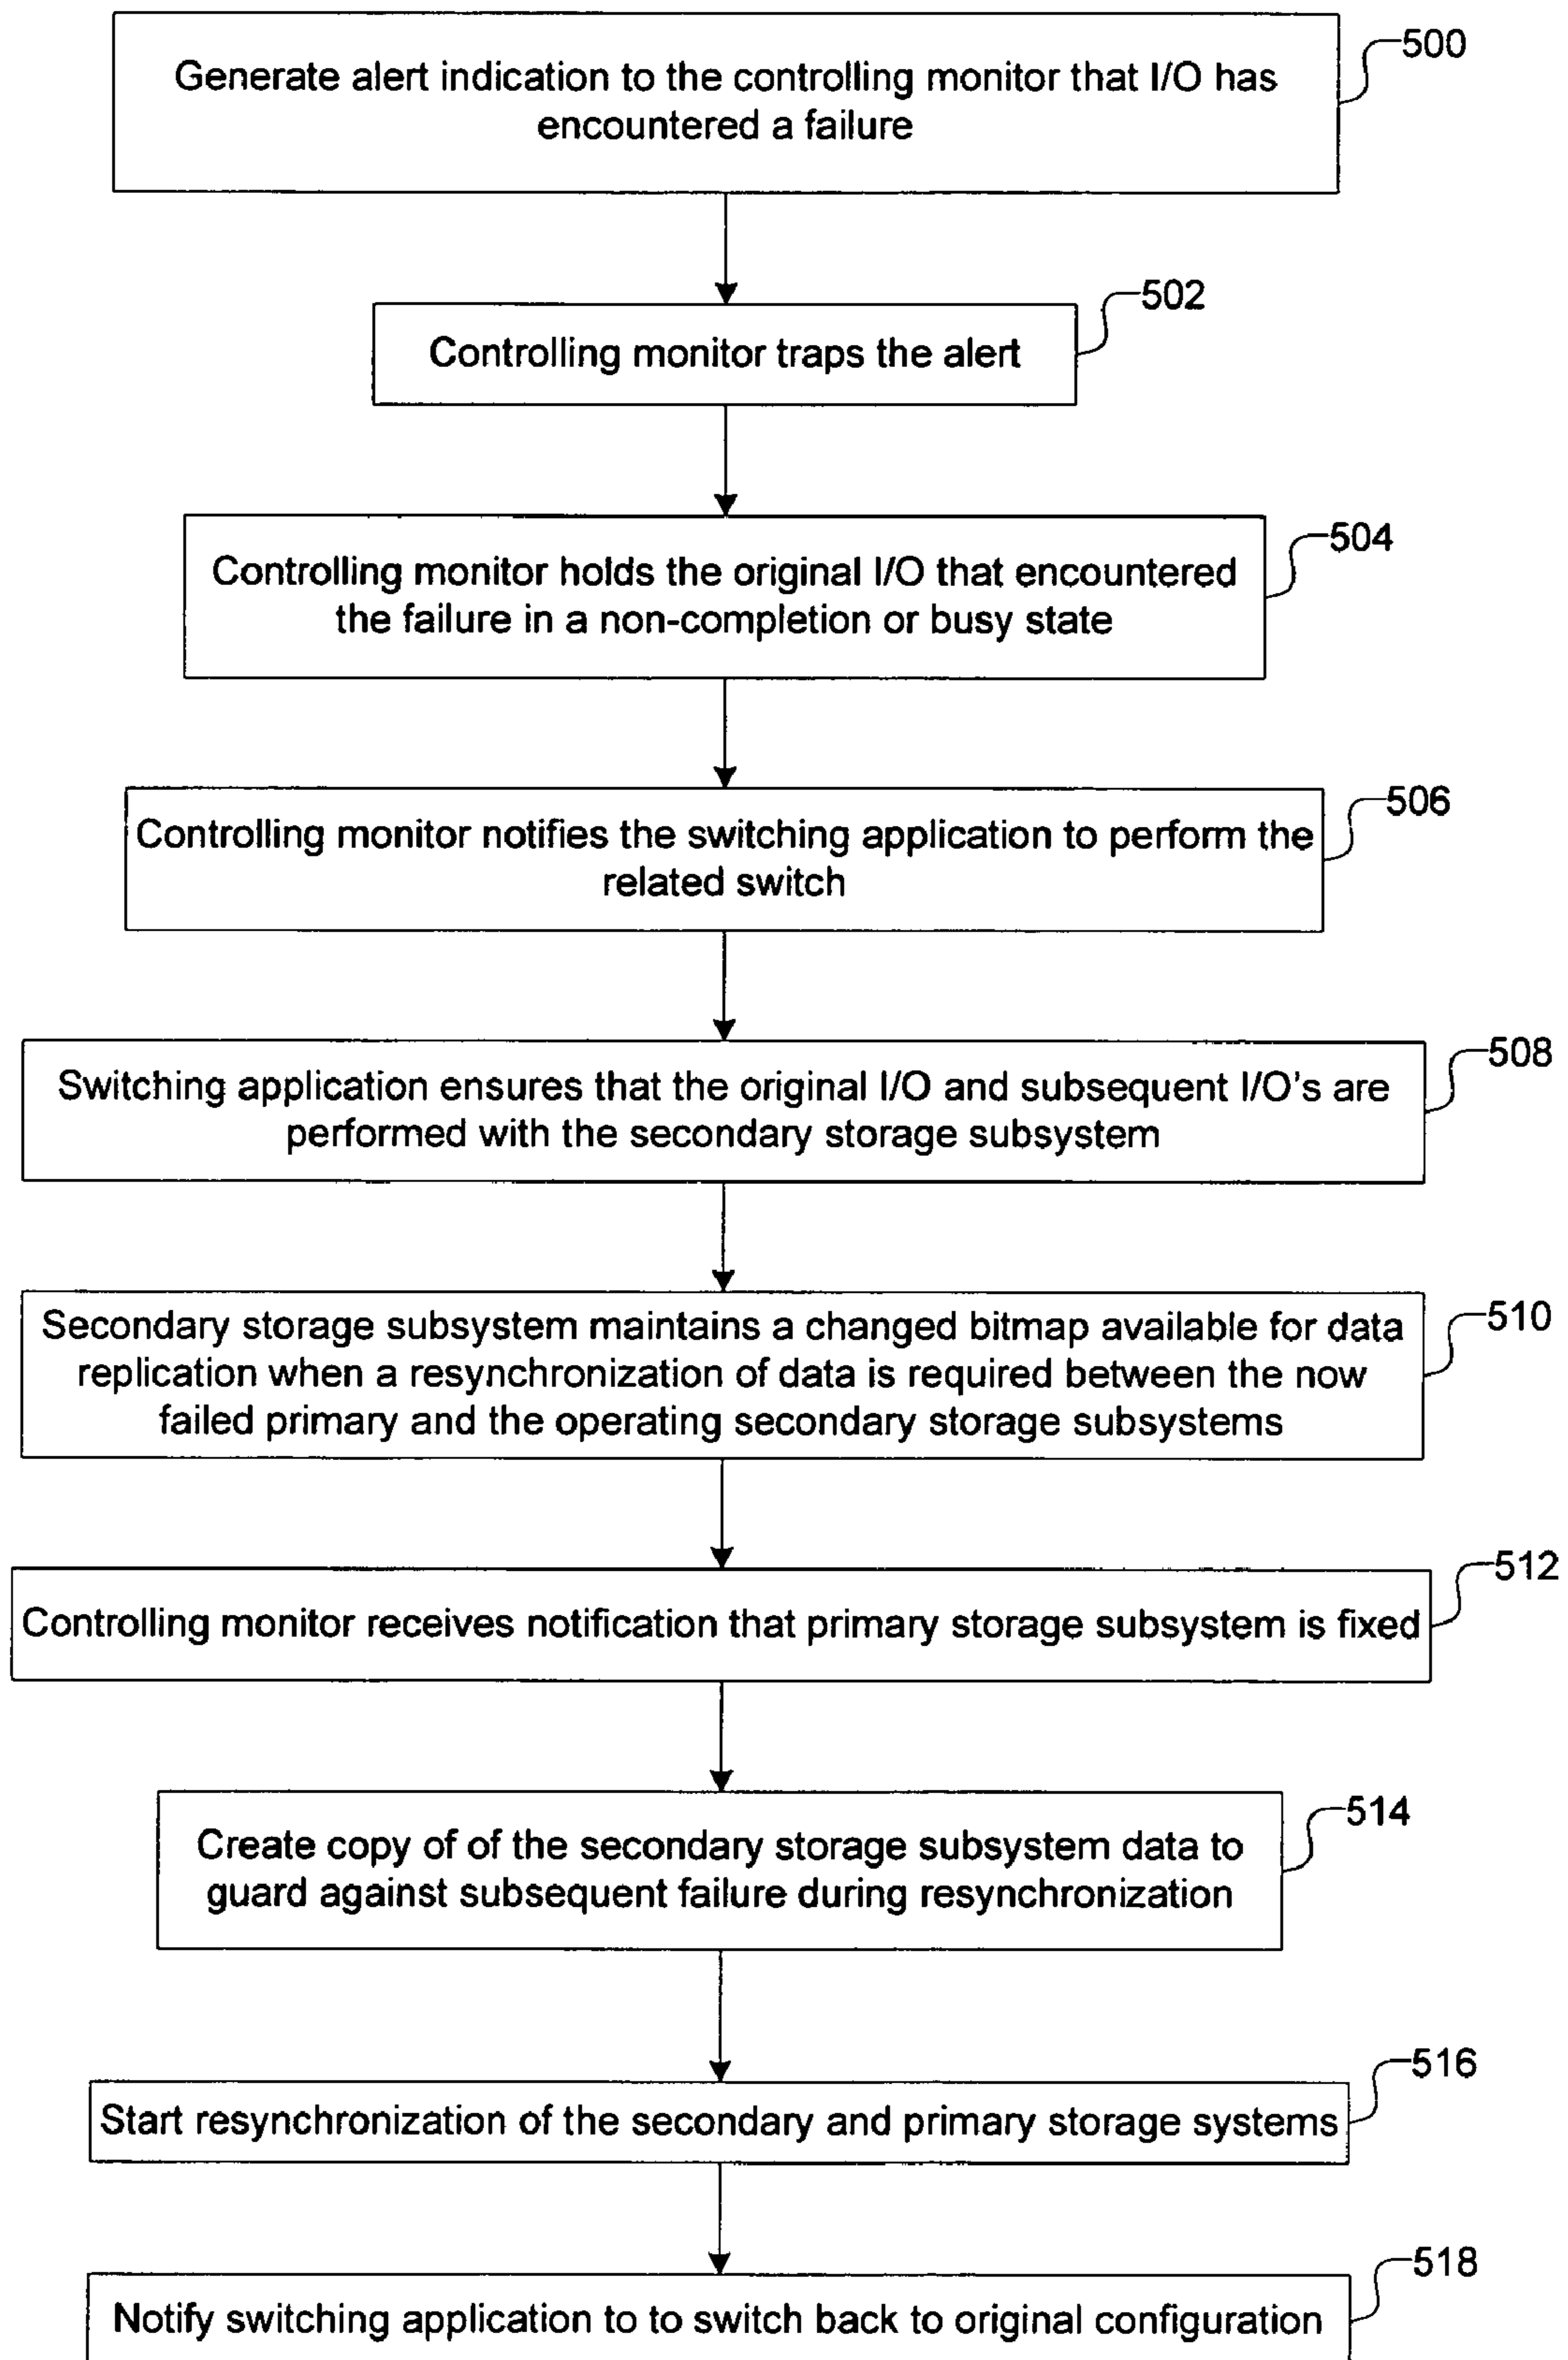 500
Generate alert indication to the controlling monitor that I/O has
encountered a failure
502
Controlling monitor traps the alert
504
Controlling monitor holds the original I/O that encountered
the failure in a non-completion or busy state
506
Controlling monitor notifies the switching application to perform the
related switch
508
Switching application ensures that the original I/O and subsequent I/O's are
performed with the secondary storage subsystem
510
Secondary storage subsystem maintains a changed bitmap available for data
replication when a resynchronization of data is required between the now
failed primary and the operating secondary storage subsystems
512
Controlling monitor receives notification that primary storage subsystem is fixed
514
Create copy of of the secondary storage subsystem data to
guard against subsequent failure during resynchronization
516
Start resynchronization of the secondary and primary storage systems
518
Notify switching application to to switch back to original configuration